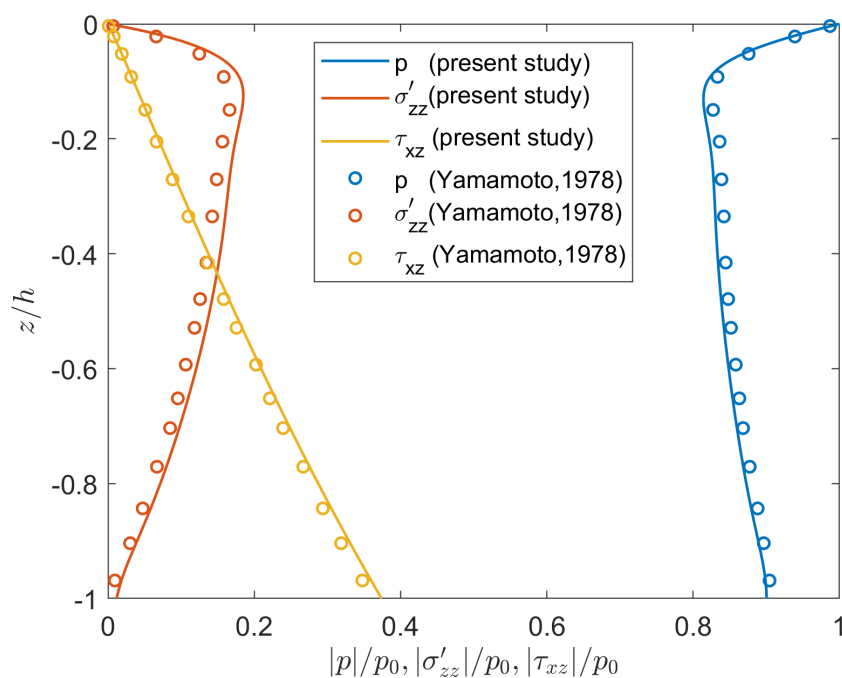 0
-0.2
-0.4
-0.6
-0.8
-1
z/h
p (present study)
σ′zz(present study)
τxz (present study)
p (Yamamoto,1978)
σ′zz(Yamamoto,1978)
τxz (Yamamoto,1978)
0 0.2 0.4 0.6 0.8 1
|p|/p₀, |σ′zz|/p₀, |τxz|/p₀